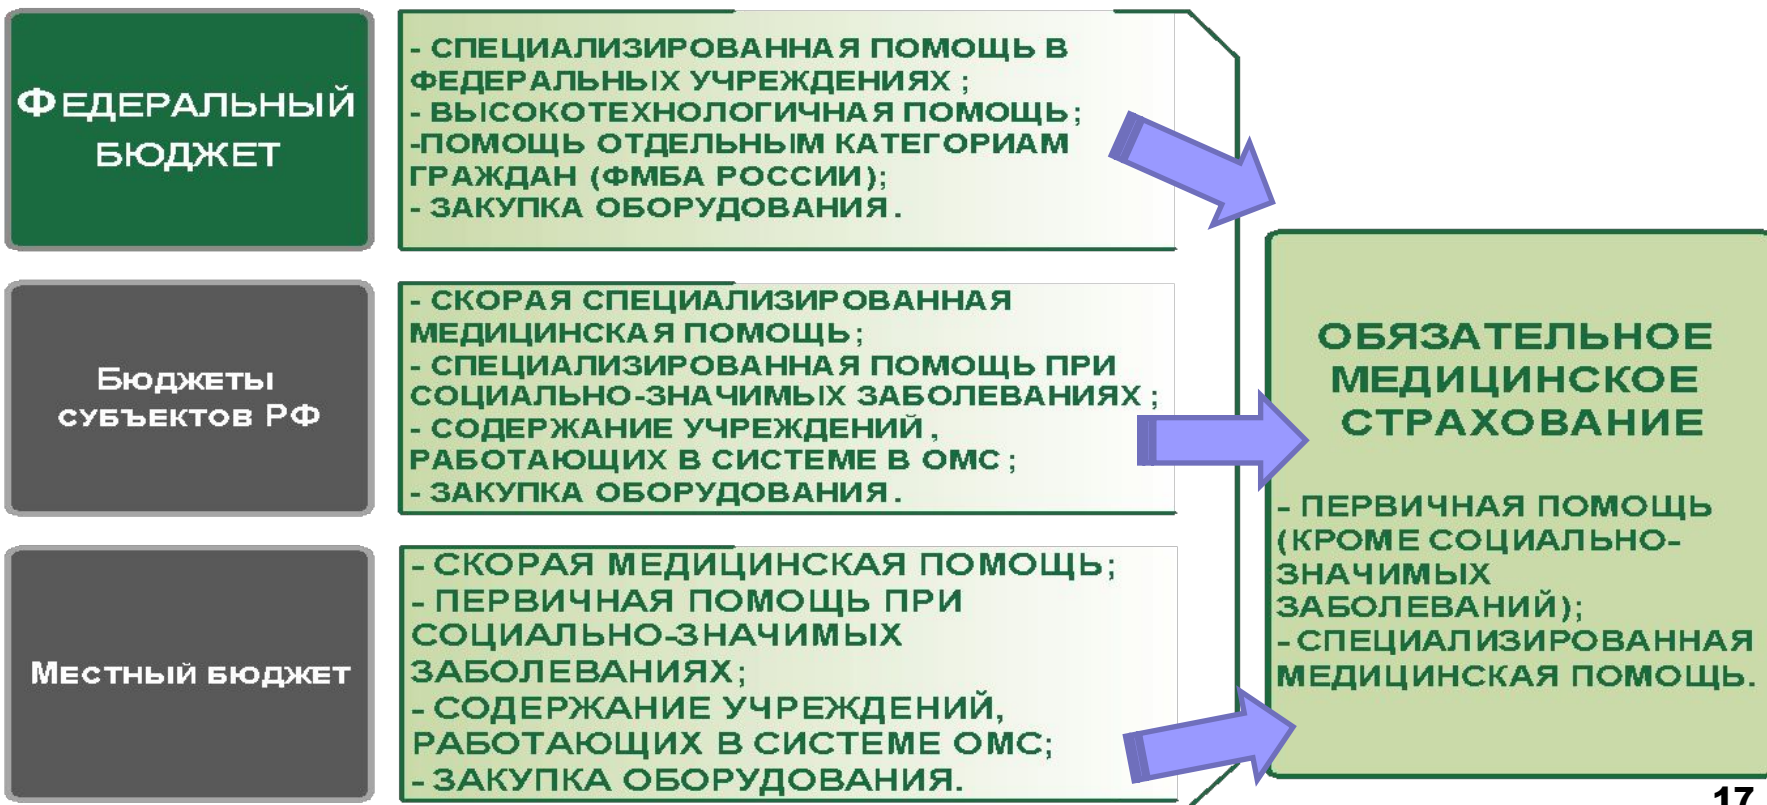 ФЕДЕРАЛЬНЫЙ
БЮДЖЕТ
- СПЕЦИАЛИЗИРОВАННАЯ ПОМОЩЬ В
ФЕДЕРАЛЬНЫХ УЧРЕЖДЕНИЯХ ;
- ВЫСОКОТЕХНОЛОГИЧНАЯ ПОМОЩЬ;
-ПОМОЩЬ ОТДЕЛЬНЫМ КАТЕГОРИАМ
ГРАЖДАН (ФМБА РОССИИ);
- ЗАКУПКА ОБОРУДОВАНИЯ.
БЮДЖЕТЫ
СУБЪЕКТОВ РФ
- СКОРАЯ СПЕЦИАЛИЗИРОВАННАЯ
МЕДИЦИНСКАЯ ПОМОЩЬ;
- СПЕЦИАЛИЗИРОВАННАЯ ПОМОЩЬ ПРИ
СОЦИАЛЬНО-ЗНАЧИМЫХ ЗАБОЛЕВАНИЯХ ;
- СОДЕРЖАНИЕ УЧРЕЖДЕНИЙ ,
РАБОТАЮЩИХ В СИСТЕМЕ В ОМС ;
- ЗАКУПКА ОБОРУДОВАНИЯ.
МЕСТНЫЙ БЮДЖЕТ
- СКОРАЯ МЕДИЦИНСКАЯ ПОМОЩЬ;
- ПЕРВИЧНАЯ ПОМОЩЬ ПРИ
СОЦИАЛЬНО-ЗНАЧИМЫХ
ЗАБОЛЕВАНИЯХ;
- СОДЕРЖАНИЕ УЧРЕЖДЕНИЙ,
РАБОТАЮЩИХ В СИСТЕМЕ ОМС;
- ЗАКУПКА ОБОРУДОВАНИЯ.
ОБЯЗАТЕЛЬНОЕ
МЕДИЦИНСКОЕ
СТРАХОВАНИЕ
- ПЕРВИЧНАЯ ПОМОЩЬ
(КРОМЕ СОЦИАЛЬНО-
ЗНАЧИМЫХ
ЗАБОЛЕВАНИЙ);
- СПЕЦИАЛИЗИРОВАННАЯ
МЕДИЦИНСКАЯ ПОМОЩЬ.
17